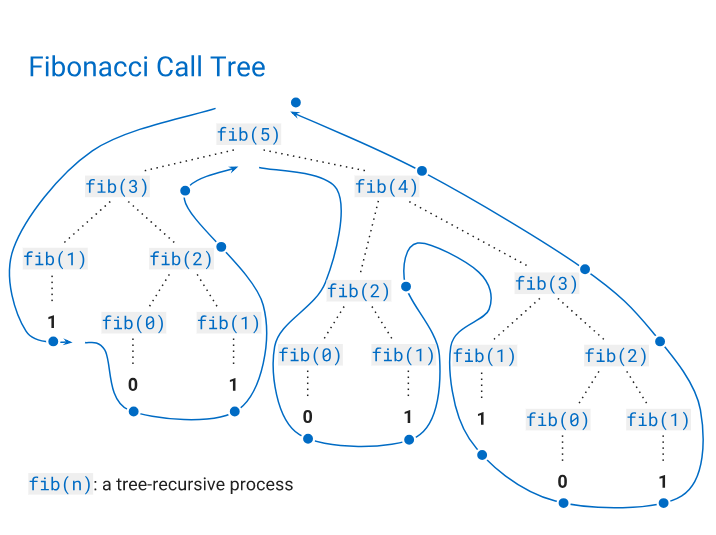 Fibonacci Call Tree
fib(5)
fib(3) fib(4)
fib(1) fib(2)
fib(2) fib(3)
1 fib(0) fib(1)
fib(0) fib(1) fib(1) fib(2)
0 1
0 1 1 fib(0) fib(1)
0 1
fib(n): a tree-recursive process